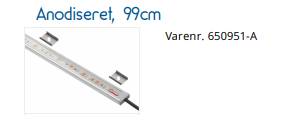 Anodiseret, 99cm
Varenr. 650951-A